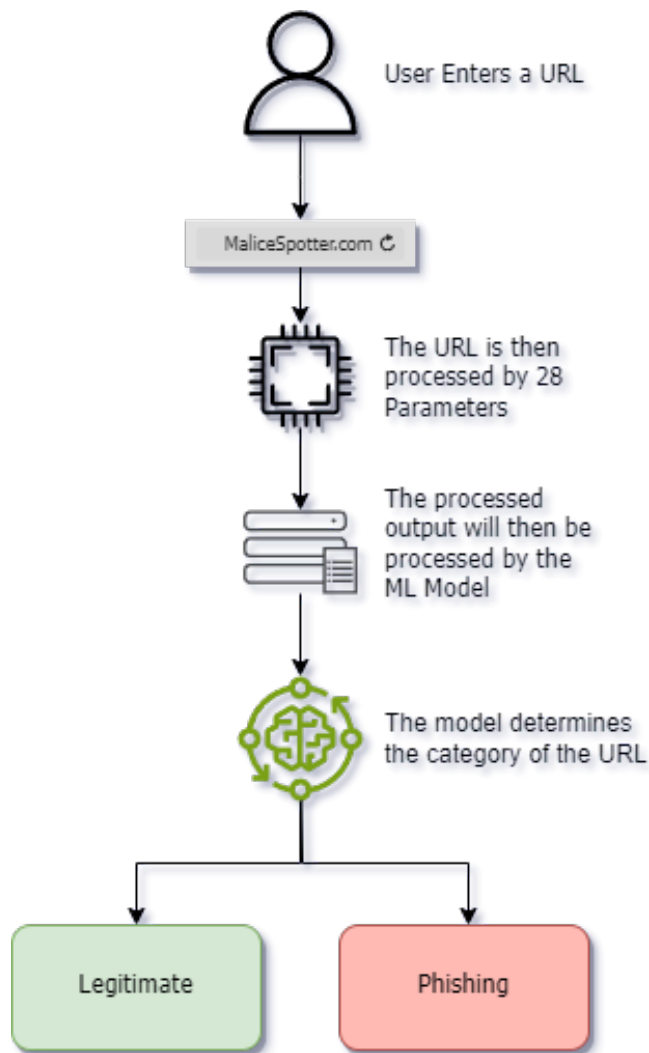 User Enters a URL
MaliceSpotter.com
The URL is then
processed by 28
Parameters
The processed
output will then be
processed by the
ML Model
The model determines
the category of the URL
Legitimate
Phishing